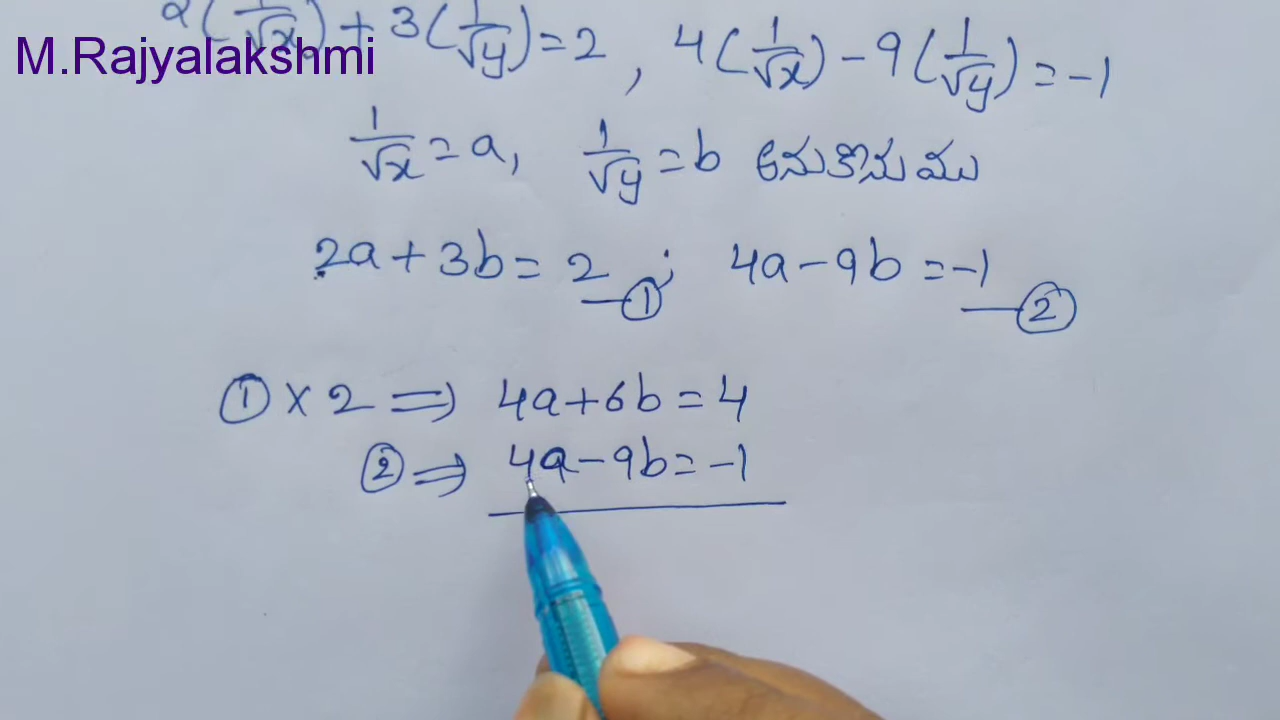 2(1/√x) + 3(1/√y) = 2 , 4(1/√x) - 9(1/√y) = -1
M.Rajyalakshmi
1/√x = a, 1/√y = b అనుకొనుము
2a + 3b = 2 —① ; 4a - 9b = -1 —②
① × 2 ⇒ 4a + 6b = 4
② ⇒ 4a - 9b = -1